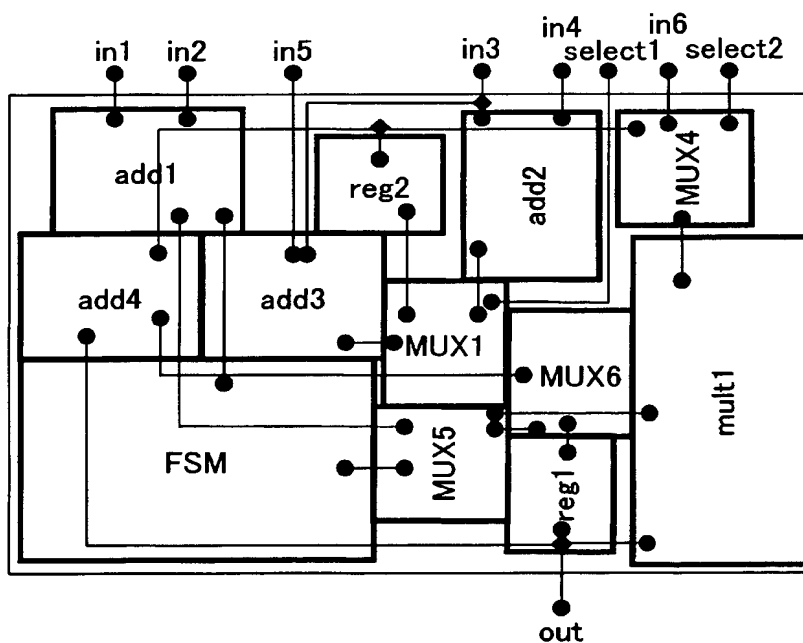 in1
in2
in5
in3
in4
select1
in6
select2
add1
reg2
add2
MUX4
add4
add3
MUX1
MUX6
mult1
FSM
MUX5
reg1
out